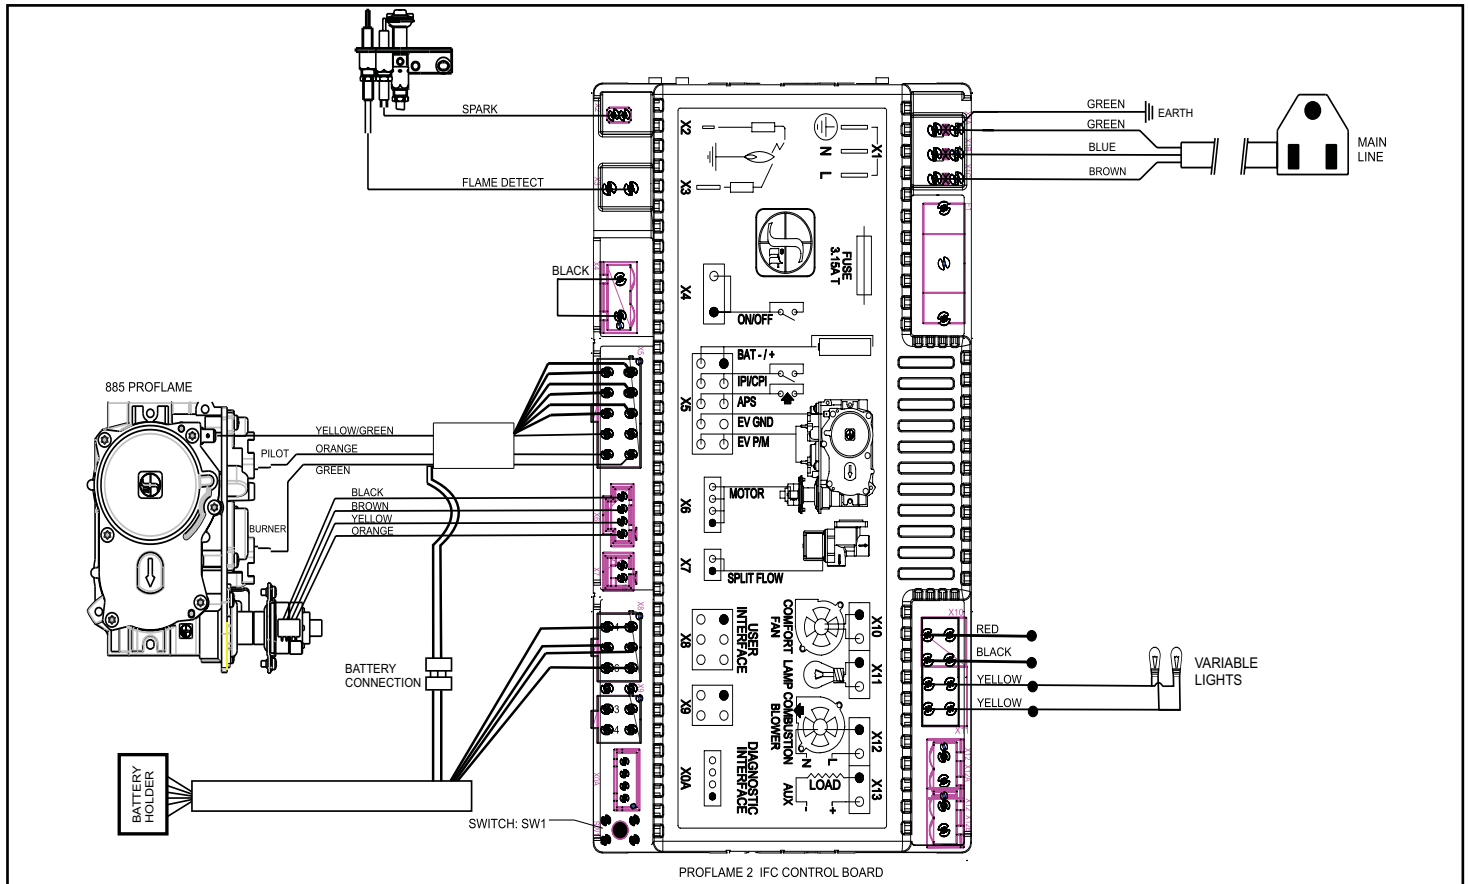 SPARK
FLAME DETECT
BLACK
885 PROFLAME
YELLOW/GREEN
PILOT
ORANGE
GREEN
BURNER
BLACK
BROWN
YELLOW
ORANGE
BATTERY
CONNECTION
BATTERY
HOLDER
SWITCH: SW1
X2
X3
X4
ON/OFF
X5
BAT - / +
IPI/CPI
APS
EV GND
EV P/M
X6
MOTOR
X7
SPLIT FLOW
X8
USER
INTERFACE
X9
X0A
DIAGNOSTIC
INTERFACE
N
L
X1
FUSE
3.15A T
COMFORT
FAN
X10
LAMP
X11
COMBUSTION
BLOWER
N
L
X12
AUX
LOAD
- +
X13
X5
X8
X10
GREEN
EARTH
GREEN
BLUE
BROWN
MAIN
LINE
RED
BLACK
YELLOW
YELLOW
VARIABLE
LIGHTS
PROFLAME 2 IFC CONTROL BOARD